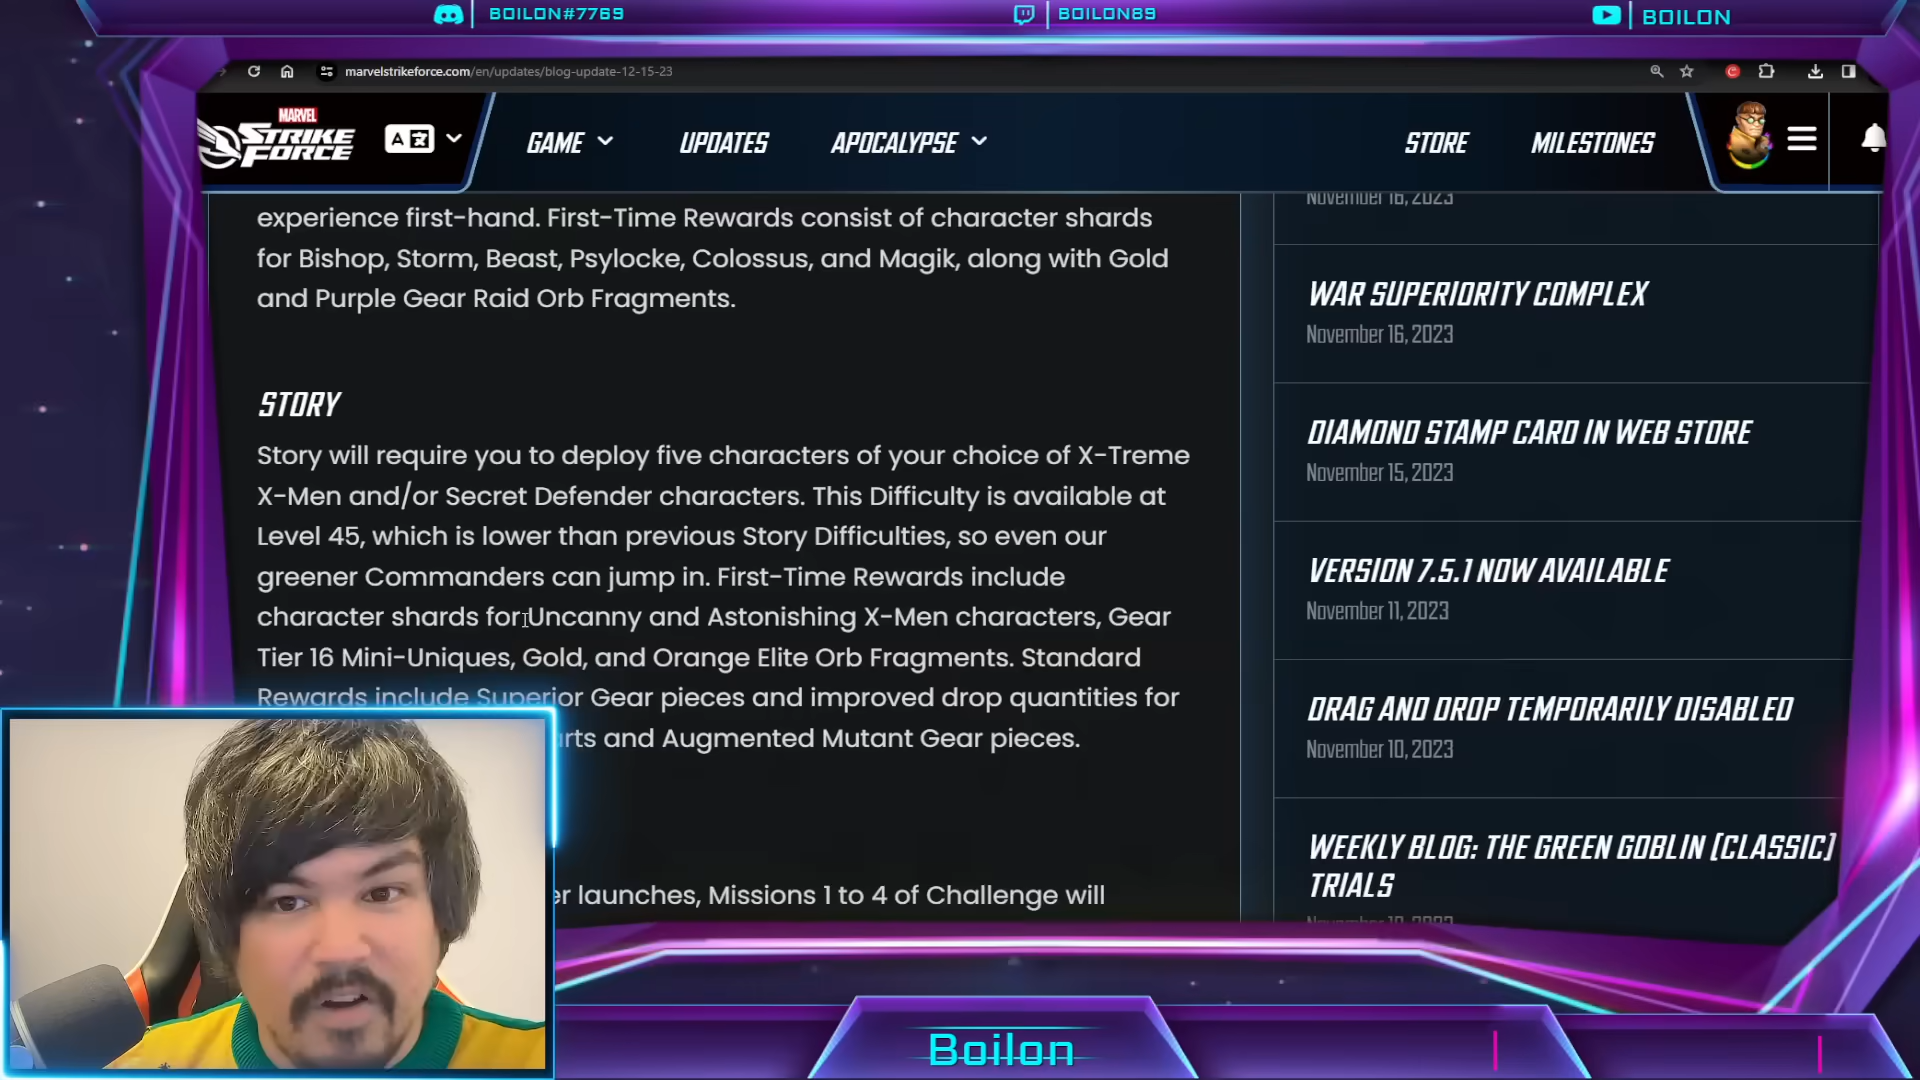 BOILON#7769
BOILON89
BOILON
marvelstrikeforce.com/en/updates/blog-update-12-15-23
MARVEL
STRIKE
FORCE
A
GAME
UPDATES
APOCALYPSE
STORE
MILESTONES
experience first-hand. First-Time Rewards consist of character shards
for Bishop, Storm, Beast, Psylocke, Colossus, and Magik, along with Gold
and Purple Gear Raid Orb Fragments.
STORY
Story will require you to deploy five characters of your choice of X-Treme
X-Men and/or Secret Defender characters. This Difficulty is available at
Level 45, which is lower than previous Story Difficulties, so even our
greener Commanders can jump in. First-Time Rewards include
character shards for Uncanny and Astonishing X-Men characters, Gear
Tier 16 Mini-Uniques, Gold, and Orange Elite Orb Fragments. Standard
Rewards include Superior Gear pieces and improved drop quantities for
and Augmented Mutant Gear pieces.
launches, Missions 1 to 4 of Challenge will
November 16, 2023
WAR SUPERIORITY COMPLEX
November 16, 2023
DIAMOND STAMP CARD IN WEB STORE
November 15, 2023
VERSION 7.5.1 NOW AVAILABLE
November 11, 2023
DRAG AND DROP TEMPORARILY DISABLED
November 10, 2023
WEEKLY BLOG: THE GREEN GOBLIN [CLASSIC]
TRIALS
Boilon